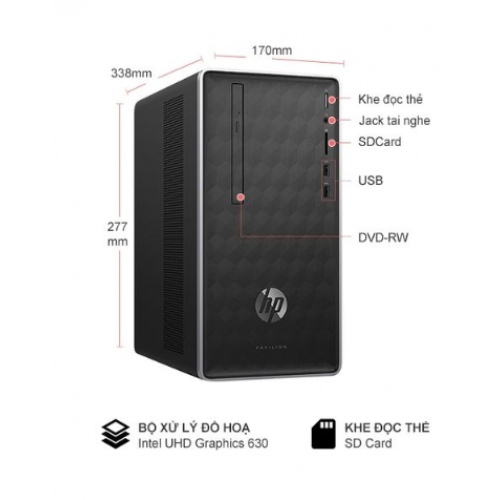 170mm
338mm
Khe đọc thẻ
Jack tai nghe
SDCard
USB
277
mm
DVD-RW
hp
PAVILION
BỘ XỬ LÝ ĐỒ HOẠ
Intel UHD Graphics 630
KHE ĐỌC THẺ
SD Card